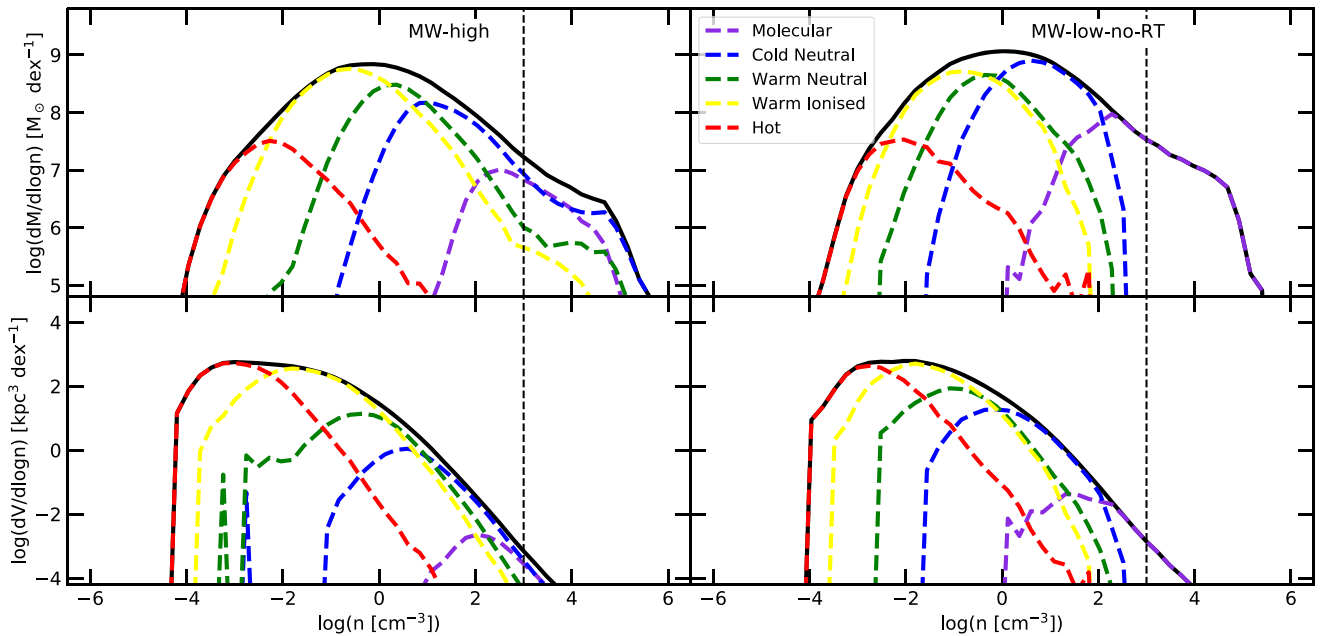 MW-high
MW-low-no-RT
Molecular
Cold Neutral
Warm Neutral
Warm Ionised
Hot
log(dM/dlogn) [M⊙ dex⁻¹]
9
8
7
6
5
log(dV/dlogn) [kpc³ dex⁻¹]
4
2
0
−2
−4
−6
−4
−2
0
2
4
6
−6
−4
−2
0
2
4
6
log(n [cm⁻³])
log(n [cm⁻³])